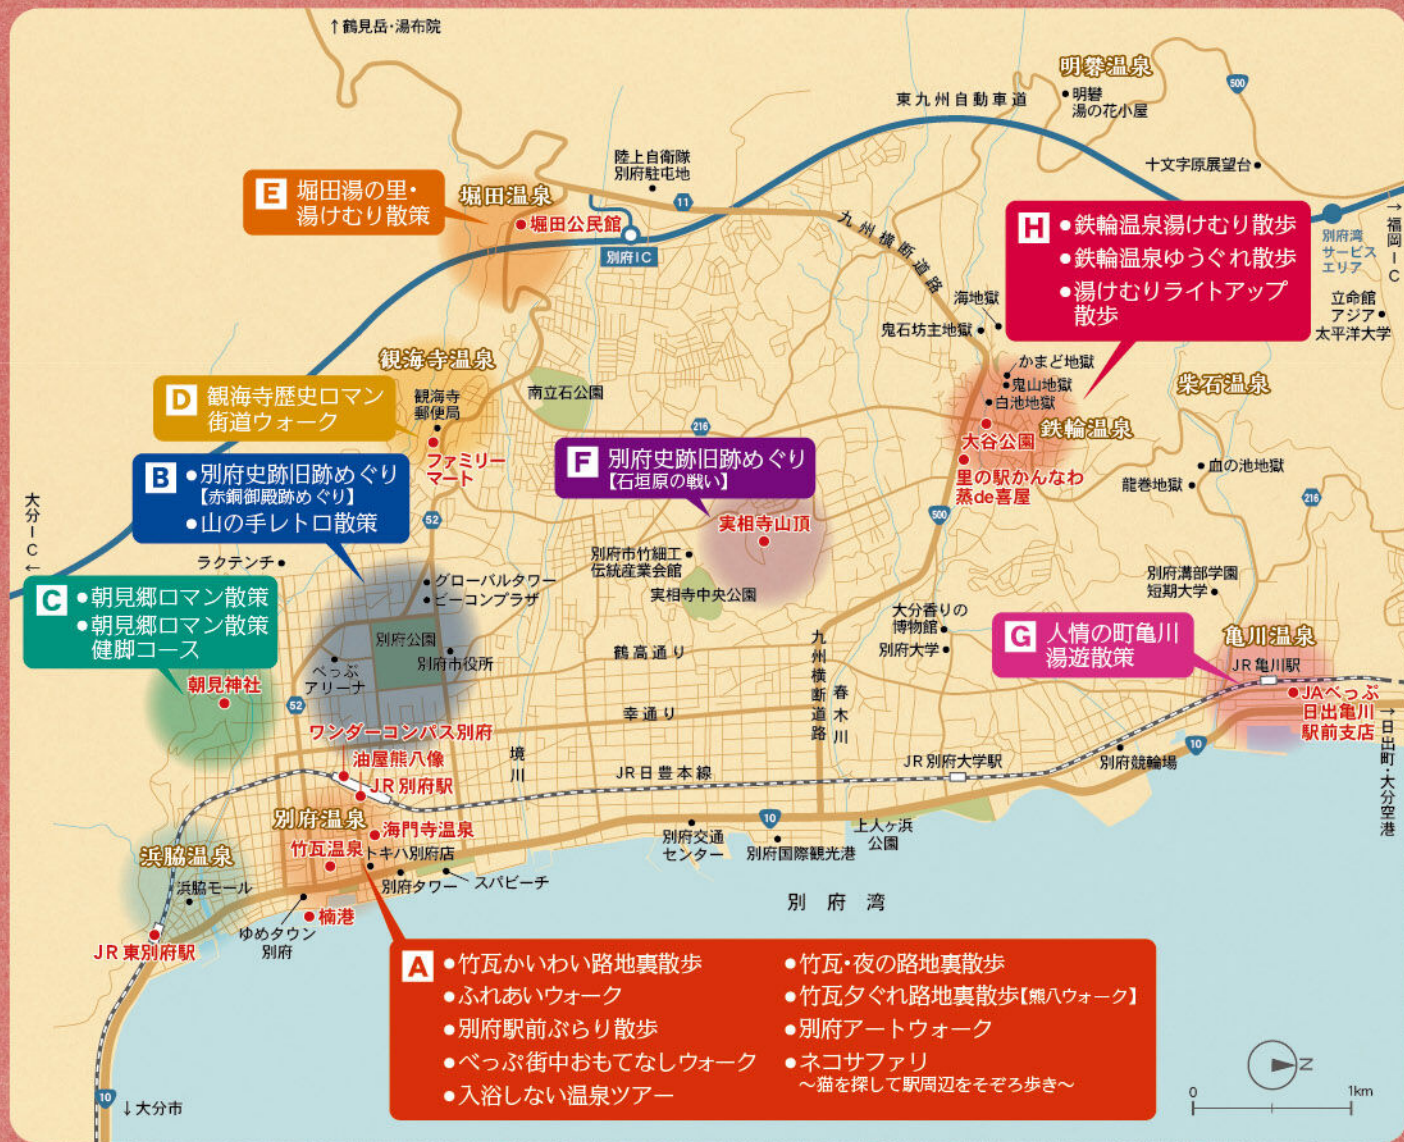 ↑鶴見岳・湯布院
明礬温泉
500
東九州自動車道
明礬
湯の花小屋
陸上自衛隊
別府駐屯地
十文字原展望台
E 堀田湯の里・
湯けむり散策
堀田温泉
堀田公民館
11
別府IC
九州横断道路
H
●鉄輪温泉湯けむり散歩
●鉄輪温泉ゆうぐれ散歩
●湯けむりライトアップ
散歩
→福岡IC
別府湾
サービス
エリア
立命館
アジア
太平洋大学
海地獄
鬼石坊主地獄
かまど地獄
鬼山地獄
白池地獄
大谷公園
鉄輪温泉
柴石温泉
観海寺温泉
D 観海寺歴史ロマン
街道ウォーク
観海寺
郵便局
ファミリー
マート
南立石公園
216
B
●別府史跡旧跡めぐり
【赤銅御殿跡めぐり】
●山の手レトロ散策
F 別府史跡旧跡めぐり
【石垣原の戦い】
里の駅かんなわ
蒸de喜屋
血の池地獄
龍巻地獄
216
大分IC←
52
実相寺山頂
500
ラクテンチ
グローバルタワー
ビーコンプラザ
別府市竹細工
伝統産業会館
実相寺中央公園
別府溝部学園
短期大学
C
●朝見郷ロマン散策
●朝見郷ロマン散策
健脚コース
別府公園
べっぷ
アリーナ
別府市役所
鶴高通り
九州横断道路
春木川
大分香りの
博物館
別府大学
G 人情の町亀川
湯遊散策
亀川温泉
JR亀川駅
JAべっぷ
日出亀川
駅前支店
朝見神社
52
ワンダーコンパス別府
幸通り
境川
油屋熊八像
JR別府駅
JR日豊本線
JR別府大学駅
別府競輪場
10
→日出町・大分空港
別府温泉
海門寺温泉
竹瓦温泉
トキハ別府店
別府タワー
スパビーチ
別府交通
センター
10
別府国際観光港
上人ヶ浜
公園
浜脇温泉
浜脇モール
楠港
ゆめタウン
別府
JR東別府駅
別府湾
A
●竹瓦かいわい路地裏散歩
●ふれあいウォーク
●別府駅前ぶらり散歩
●べっぷ街中おもてなしウォーク
●入浴しない温泉ツアー
●竹瓦・夜の路地裏散歩
●竹瓦夕ぐれ路地裏散歩【熊八ウォーク】
●別府アートウォーク
●ネコサファリ
～猫を探して駅周辺をそぞろ歩き～
N
0
1km
10
↓大分市